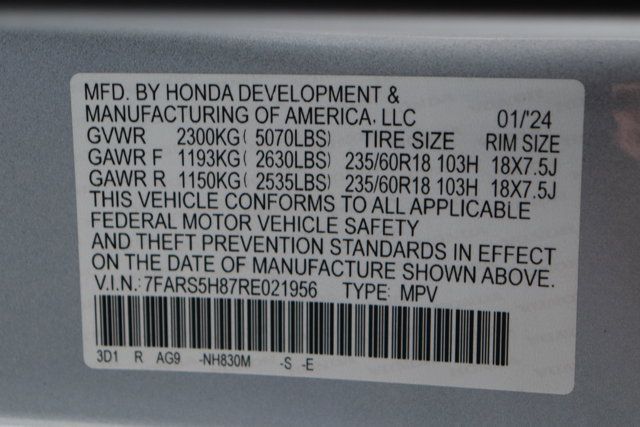 MFD. BY HONDA DEVELOPMENT &
MANUFACTURING OF AMERICA, LLC 01/'24
GVWR 2300KG( 5070LBS) TIRE SIZE RIM SIZE
GAWR F 1193KG( 2630LBS) 235/60R18 103H 18X7.5J
GAWR R 1150KG( 2535LBS) 235/60R18 103H 18X7.5J
THIS VEHICLE CONFORMS TO ALL APPLICABLE
FEDERAL MOTOR VEHICLE SAFETY
AND THEFT PREVENTION STANDARDS IN EFFECT
ON THE DATE OF MANUFACTURE SHOWN ABOVE.
V.I.N.: 7FARS5H87RE021956 TYPE: MPV
3D1 R AG9 -NH830M -S -E